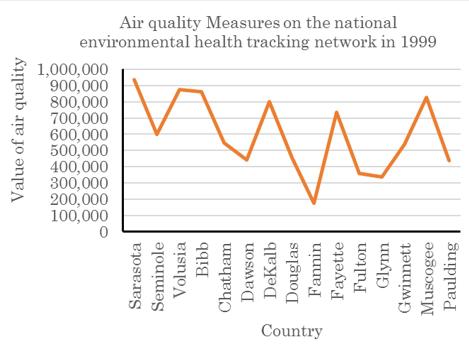 Air quality Measures on the national
environmental health tracking network in 1999
Value of air quality
1,000,000
900,000
800,000
700,000
600,000
500,000
400,000
300,000
200,000
100,000
0
Sarasota
Seminole
Volusia
Bibb
Chatham
Dawson
DeKalb
Douglas
Fannin
Fayette
Fulton
Glynn
Gwinnett
Muscogee
Paulding
Country